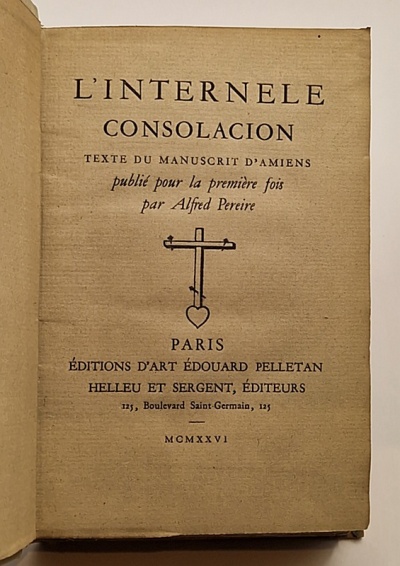 L'INTERNELE
CONSOLACION
TEXTE DU MANUSCRIT D'AMIENS
publié pour la première fois
par Alfred Pereire
PARIS
ÉDITIONS D'ART ÉDOUARD PELLETAN
HELLEU ET SERGENT, ÉDITEURS
125, Boulevard Saint-Germain, 125
MCMXXVI